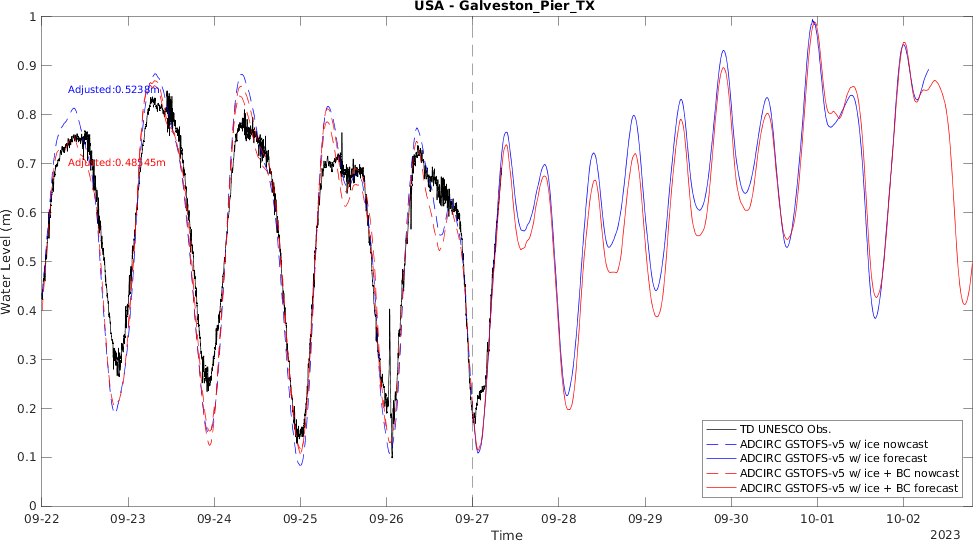 USA - Galveston_Pier_TX
Water Level (m)
1
0.9
0.8
0.7
0.6
0.5
0.4
0.3
0.2
0.1
0
Adjusted:0.5238m
Adjusted:0.48545m
TD UNESCO Obs.
ADCIRC GSTOFS-v5 w/ ice nowcast
ADCIRC GSTOFS-v5 w/ ice forecast
ADCIRC GSTOFS-v5 w/ ice + BC nowcast
ADCIRC GSTOFS-v5 w/ ice + BC forecast
09-22 09-23 09-24 09-25 09-26 09-27 09-28 09-29 09-30 10-01 10-02
Time
2023